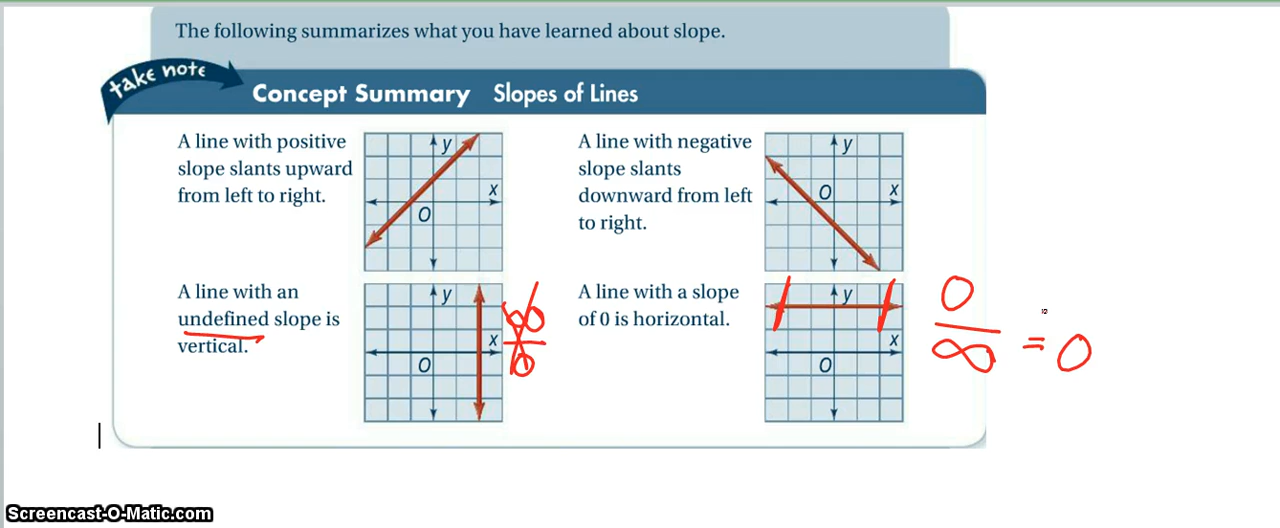 The following summarizes what you have learned about slope.
take note
Concept Summary Slopes of Lines
A line with positive
slope slants upward
from left to right.
y
x
O
A line with negative
slope slants
downward from left
to right.
y
x
O
A line with an
undefined slope is
vertical.
y
x
O
A line with a slope
of 0 is horizontal.
y
x
O
0
∞
= 0
Screencast-O-Matic.com